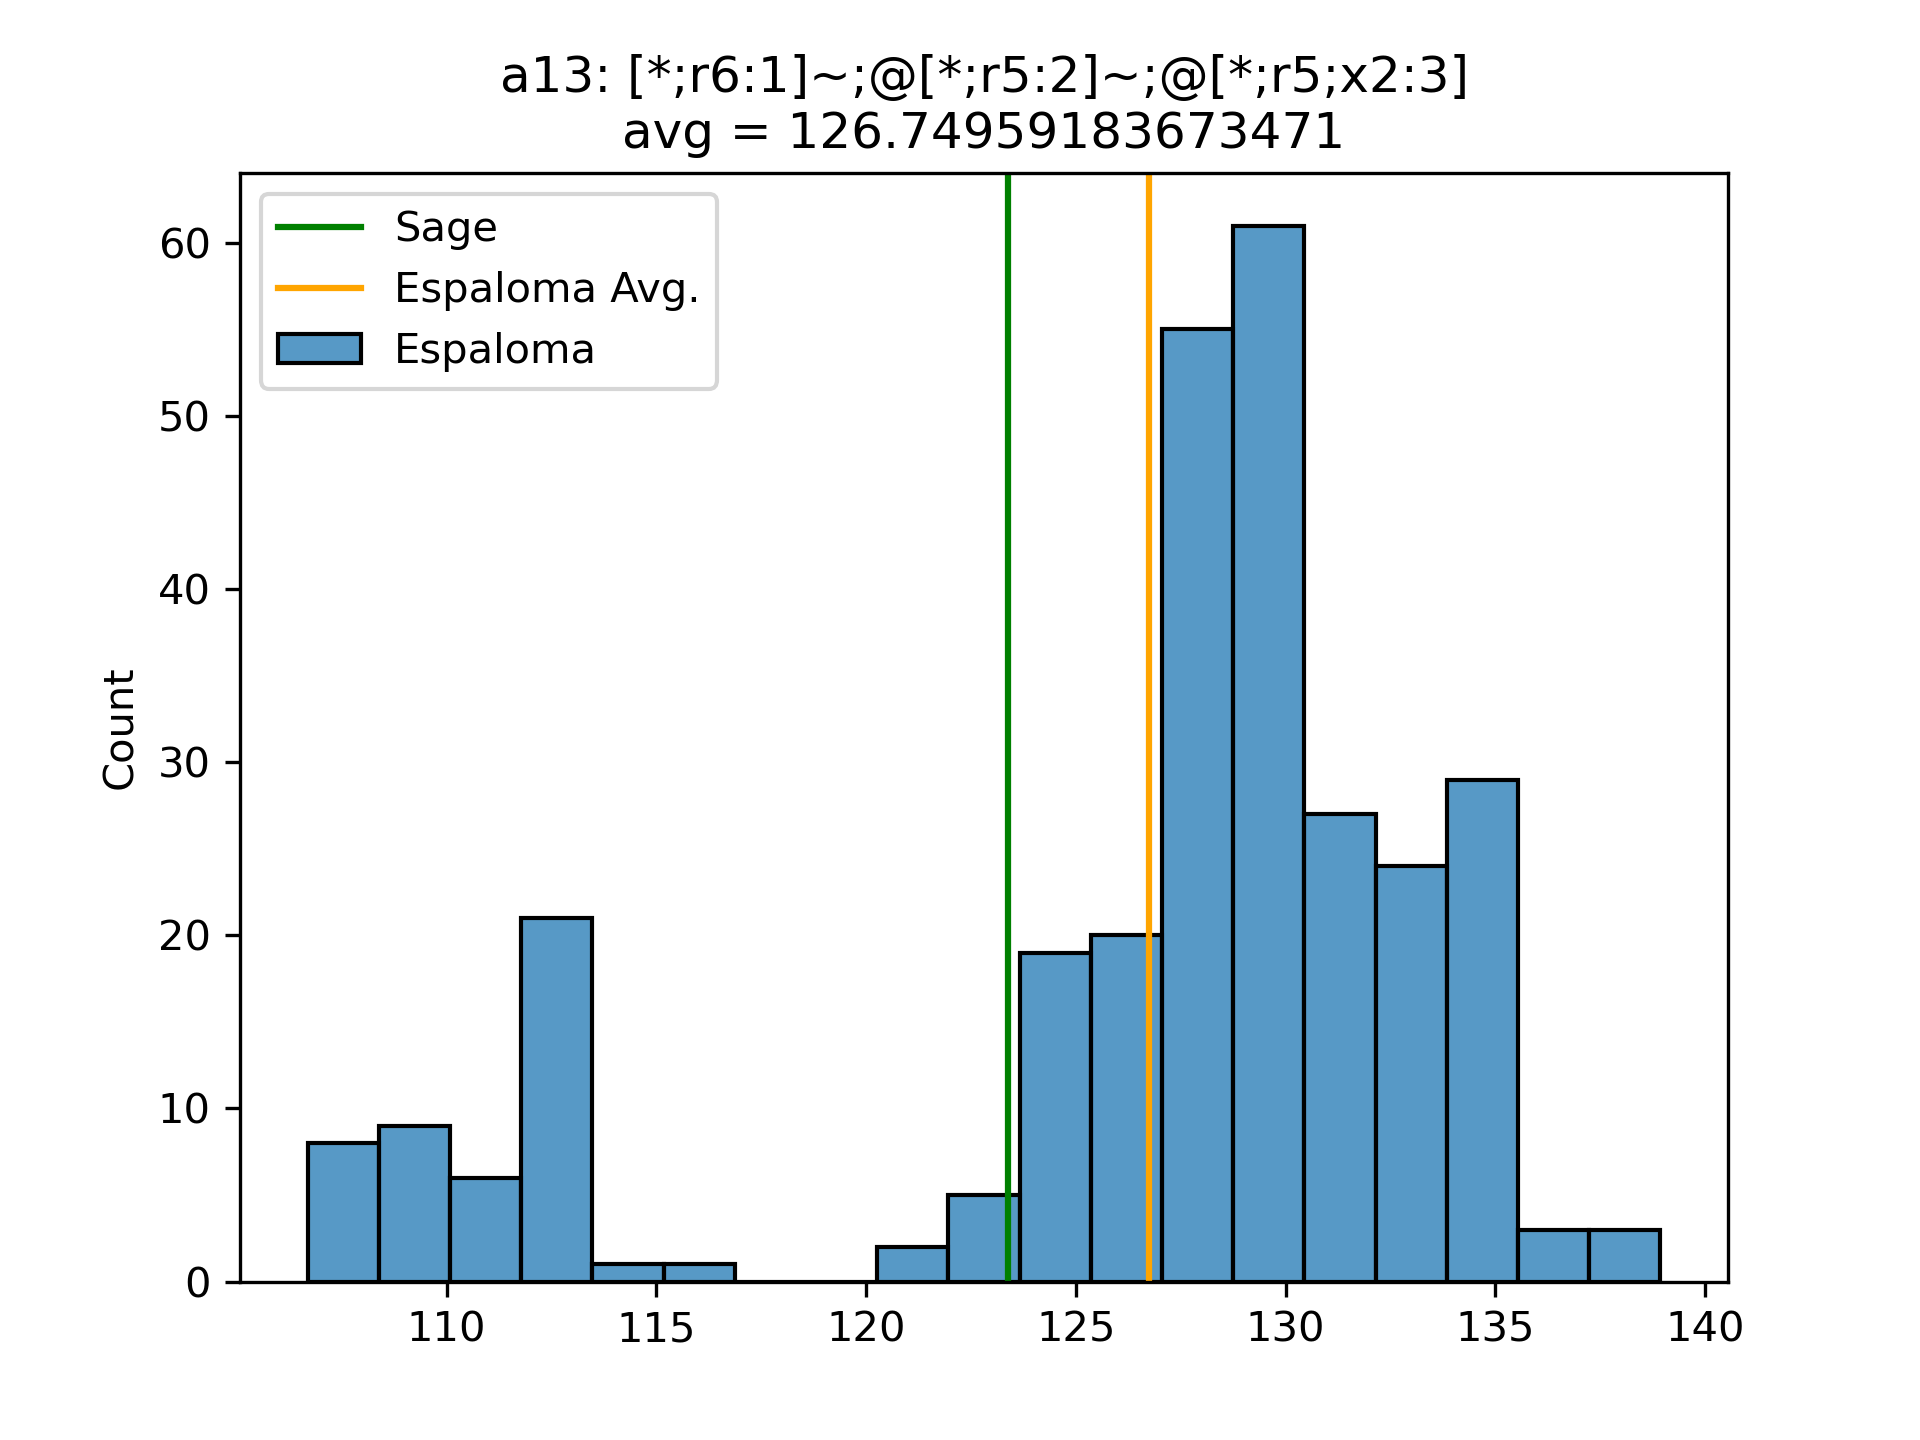 a13: [*;r6:1]~;@[*;r5:2]~;@[*;r5;x2:3]
avg = 126.74959183673471
Sage
Espaloma Avg.
Espaloma
Count
60
50
40
30
20
10
0
110 115 120 125 130 135 140